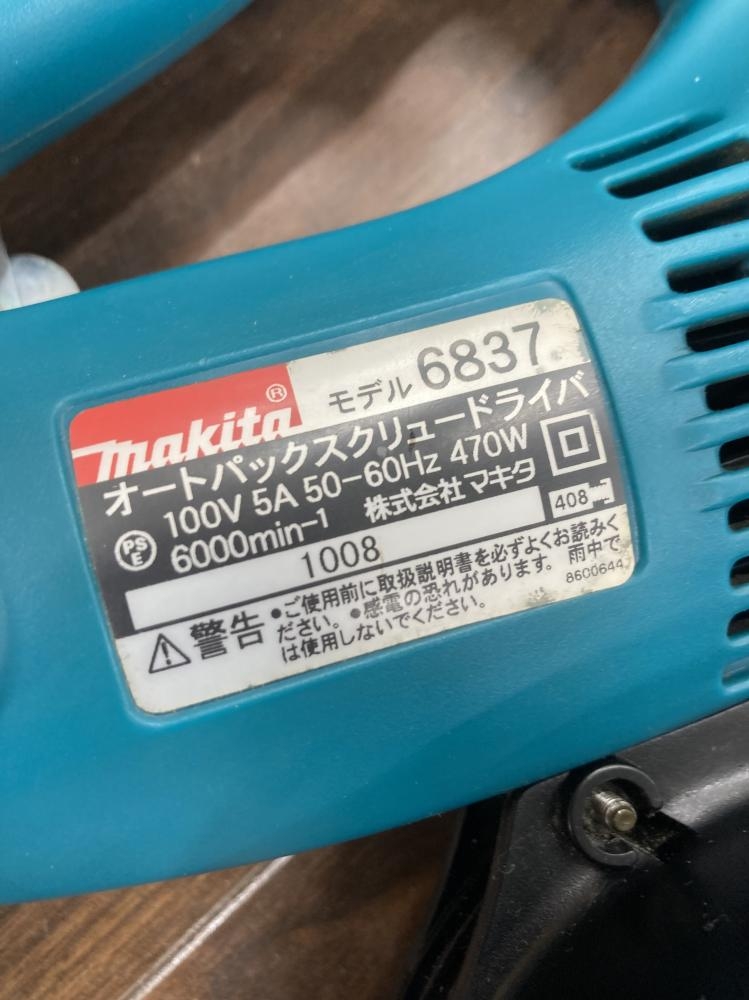 makita® モデル 6837
オートパックスクリュードライバ
100V 5A 50-60Hz 470W
PS E 6000min-1 株式会社マキタ
1008 408
警告 •ご使用前に取扱説明書を必ずよくお読みく
ださい。•感電の恐れがあります。雨中で
は使用しないでください。
8600644